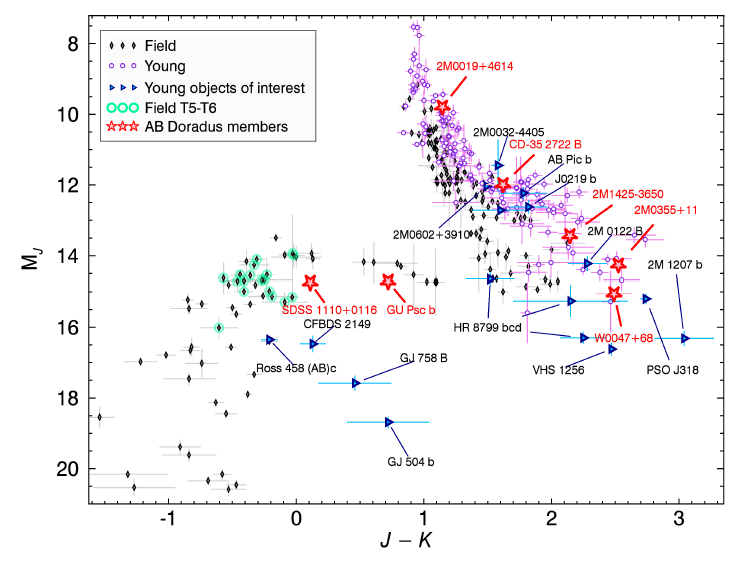 Field
Young
Young objects of interest
Field T5-T6
AB Doradus members
2M0019+4614
2M0032-4405
CD-35 2722 B
AB Pic b
J0219 b
2M1425-3650
2M0355+11
2M0602+3910
2M 0122 B
2M 1207 b
SDSS 1110+0116
GU Psc b
CFBDS 2149
HR 8799 bcd
W0047+68
Ross 458 (AB)c
GJ 758 B
VHS 1256
PSO J318
GJ 504 b
8
10
12
14
16
18
20
M_J
-1
0
1
2
3
J − K